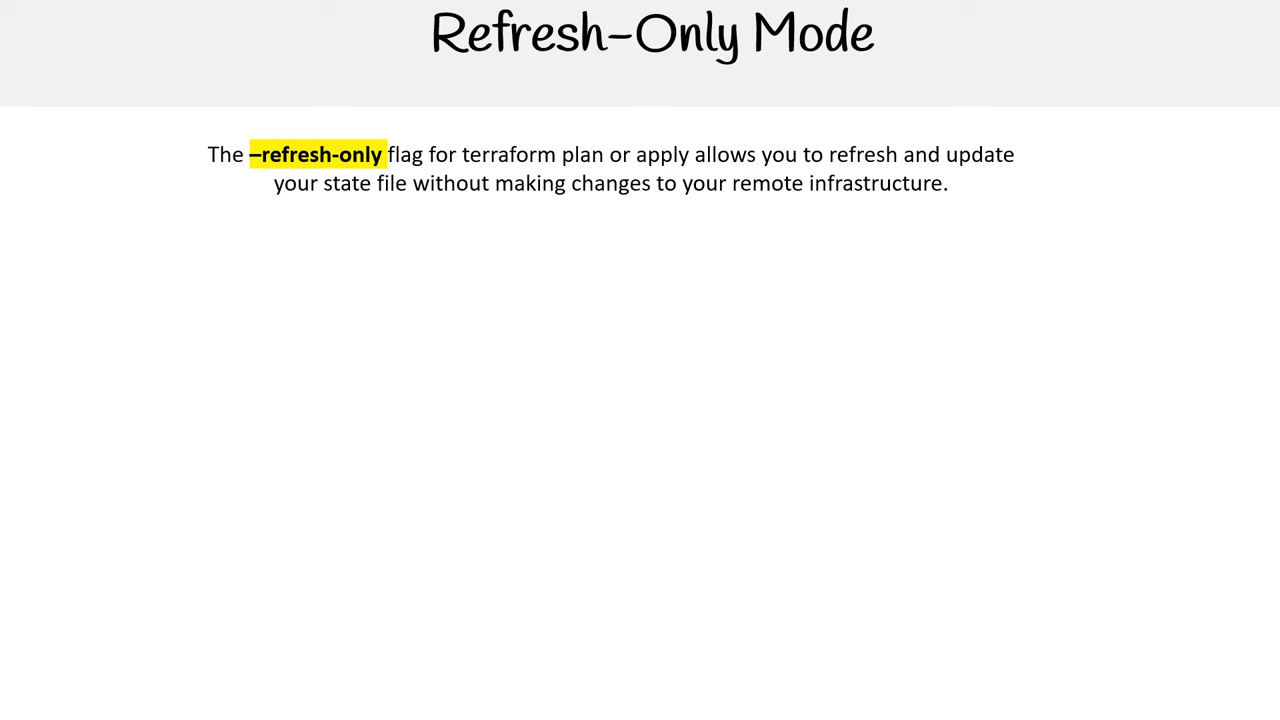 Refresh-Only Mode
The –refresh-only flag for terraform plan or apply allows you to refresh and update
your state file without making changes to your remote infrastructure.